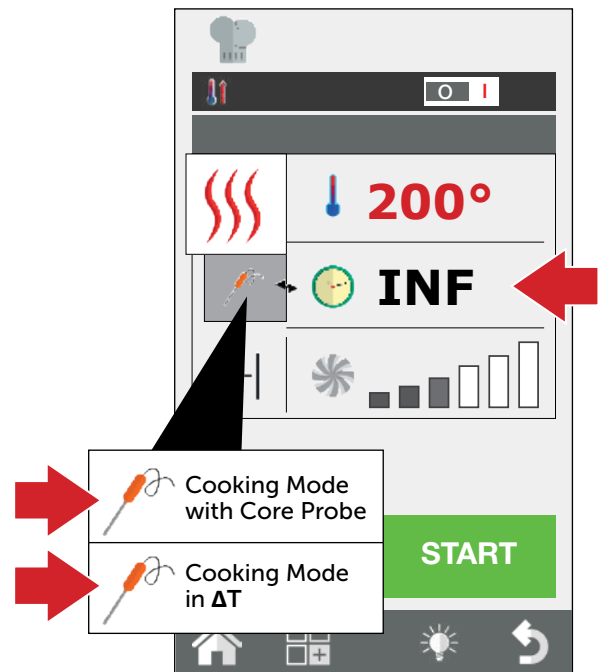 O I
200°
INF
Cooking Mode
with Core Probe
START
Cooking Mode
in ΔT